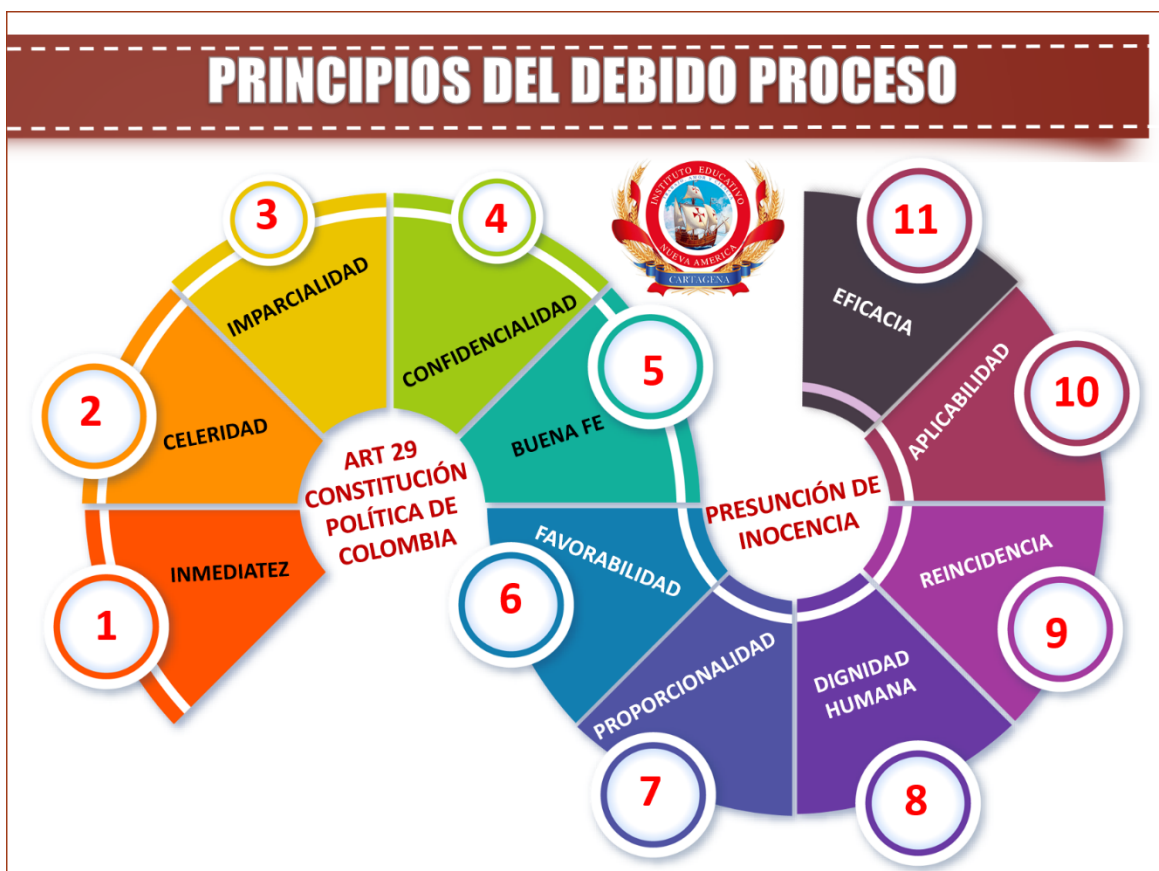 PRINCIPIOS DEL DEBIDO PROCESO
1
INMEDIATEZ
2
CELERIDAD
3
IMPARCIALIDAD
4
CONFIDENCIALIDAD
5
BUENA FE
ART 29
CONSTITUCIÓN
POLÍTICA DE
COLOMBIA
INSTITUTO EDUCATIVO
NUEVA AMERICA
CARTAGENA
6
FAVORABILIDAD
7
PROPORCIONALIDAD
8
DIGNIDAD
HUMANA
9
REINCIDENCIA
10
APLICABILIDAD
11
EFICACIA
PRESUNCIÓN DE
INOCENCIA